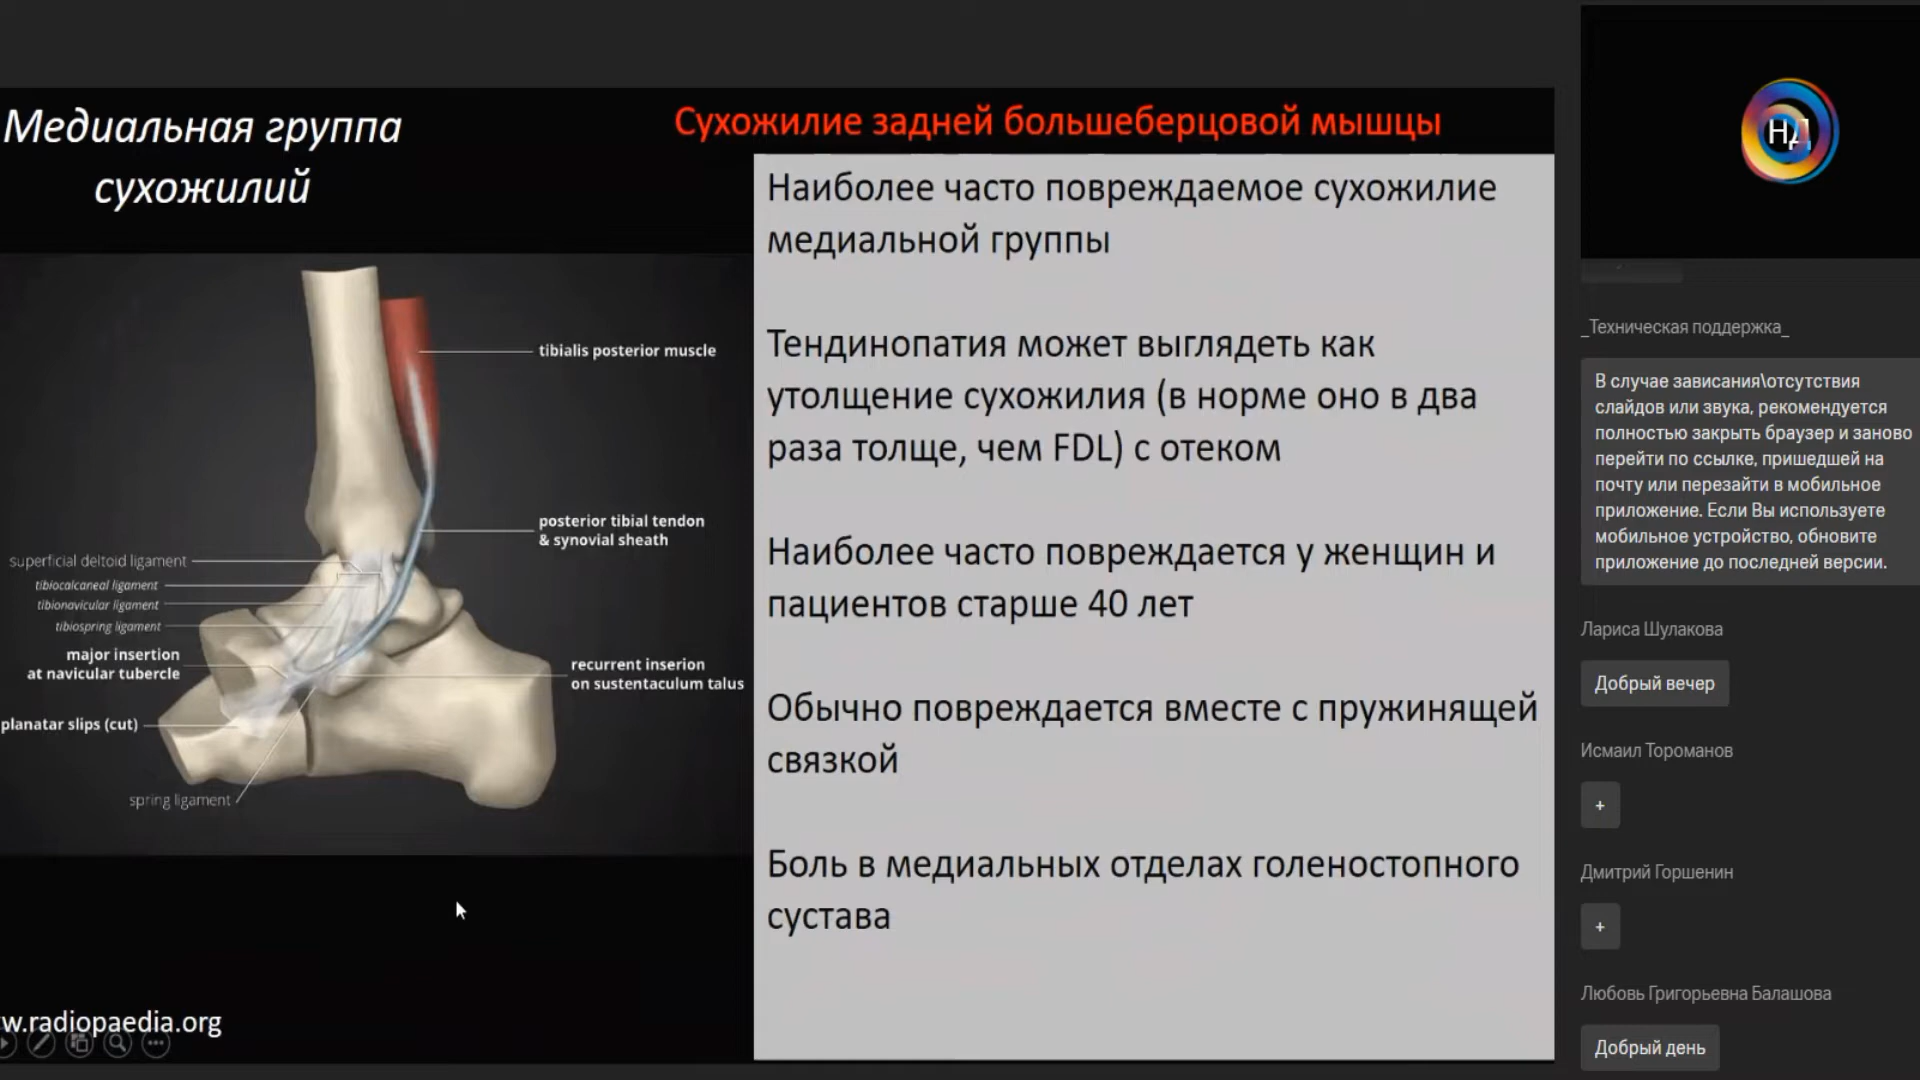 Медиальная группа
сухожилий
Сухожилие задней большеберцовой мышцы
Наиболее часто повреждаемое сухожилие
медиальной группы
Тендинопатия может выглядеть как
утолщение сухожилия (в норме оно в два
раза толще, чем FDL) с отеком
Наиболее часто повреждается у женщин и
пациентов старше 40 лет
Обычно повреждается вместе с пружинящей
связкой
Боль в медиальных отделах голеностопного
сустава
tibialis posterior muscle
posterior tibial tendon
& synovial sheath
superficial deltoid ligament
tibiocalcaneal ligament
tibionavicular ligament
tibiospring ligament
major insertion
at navicular tubercle
recurrent inserion
on sustentaculum talus
planatar slips (cut)
spring ligament
w.radiopaedia.org
НД
_Техническая поддержка_
В случае зависания\отсутствия
слайдов или звука, рекомендуется
полностью закрыть браузер и заново
перейти по ссылке, пришедшей на
почту или перезайти в мобильное
приложение. Если Вы используете
мобильное устройство, обновите
приложение до последней версии.
Лариса Шулакова
Добрый вечер
Исмаил Тороманов
+
Дмитрий Горшенин
+
Любовь Григорьевна Балашова
Добрый день